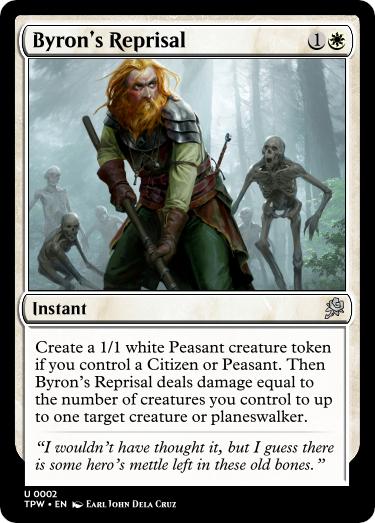 Byron's Reprisal 1
Instant
Create a 1/1 white Peasant creature token
if you control a Citizen or Peasant. Then
Byron's Reprisal deals damage equal to
the number of creatures you control to up
to one target creature or planeswalker.
“I wouldn't have thought it, but I guess there
is some hero's mettle left in these old bones.”
U 0002
TPW • EN Earl John Dela Cruz